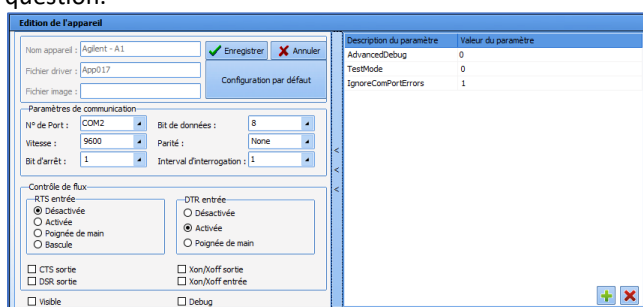 question.
Edition de l'appareil
Nom appareil : Agilent - A1
Enregistrer
Annuler
Fichier driver : App017
Configuration par défaut
Fichier image :
Paramètres de communication
N° de Port : COM2
Bit de données : 8
Vitesse : 9600
Parité : None
Bit d'arrêt : 1
Interval d'interrogation : 1
Contrôle de flux
RTS entrée
Désactivée
Activée
Poignée de main
Bascule
DTR entrée
Désactivée
Activée
Poignée de main
CTS sortie
DSR sortie
Xon/Xoff sortie
Xon/Xoff entrée
Visible
Debug
<
<
<
Description du paramètre Valeur du paramètre
AdvancedDebug 0
TestMode 0
IgnoreComPortErrors 1